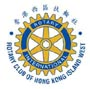 香港西區扶輪社
ROTARY INTERNATIONAL
ROTARY CLUB OF HONG KONG ISLAND WEST